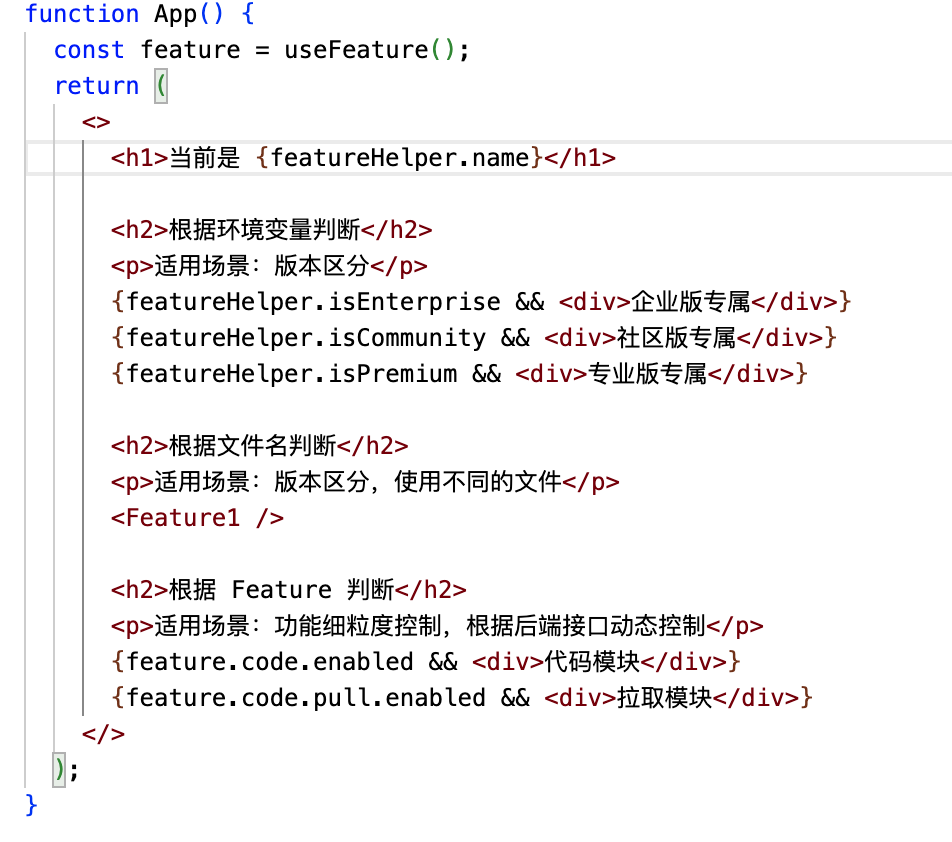 function App() {
const feature = useFeature();
return (
<>
<h1>当前是 {featureHelper.name}</h1>
<h2>根据环境变量判断</h2>
<p>适用场景：版本区分</p>
{featureHelper.isEnterprise && <div>企业版专属</div>}
{featureHelper.isCommunity && <div>社区版专属</div>}
{featureHelper.isPremium && <div>专业版专属</div>}
<h2>根据文件名判断</h2>
<p>适用场景：版本区分，使用不同的文件</p>
<Feature1 />
<h2>根据 Feature 判断</h2>
<p>适用场景：功能细粒度控制，根据后端接口动态控制</p>
{feature.code.enabled && <div>代码模块</div>}
{feature.code.pull.enabled && <div>拉取模块</div>}
</>
);
}